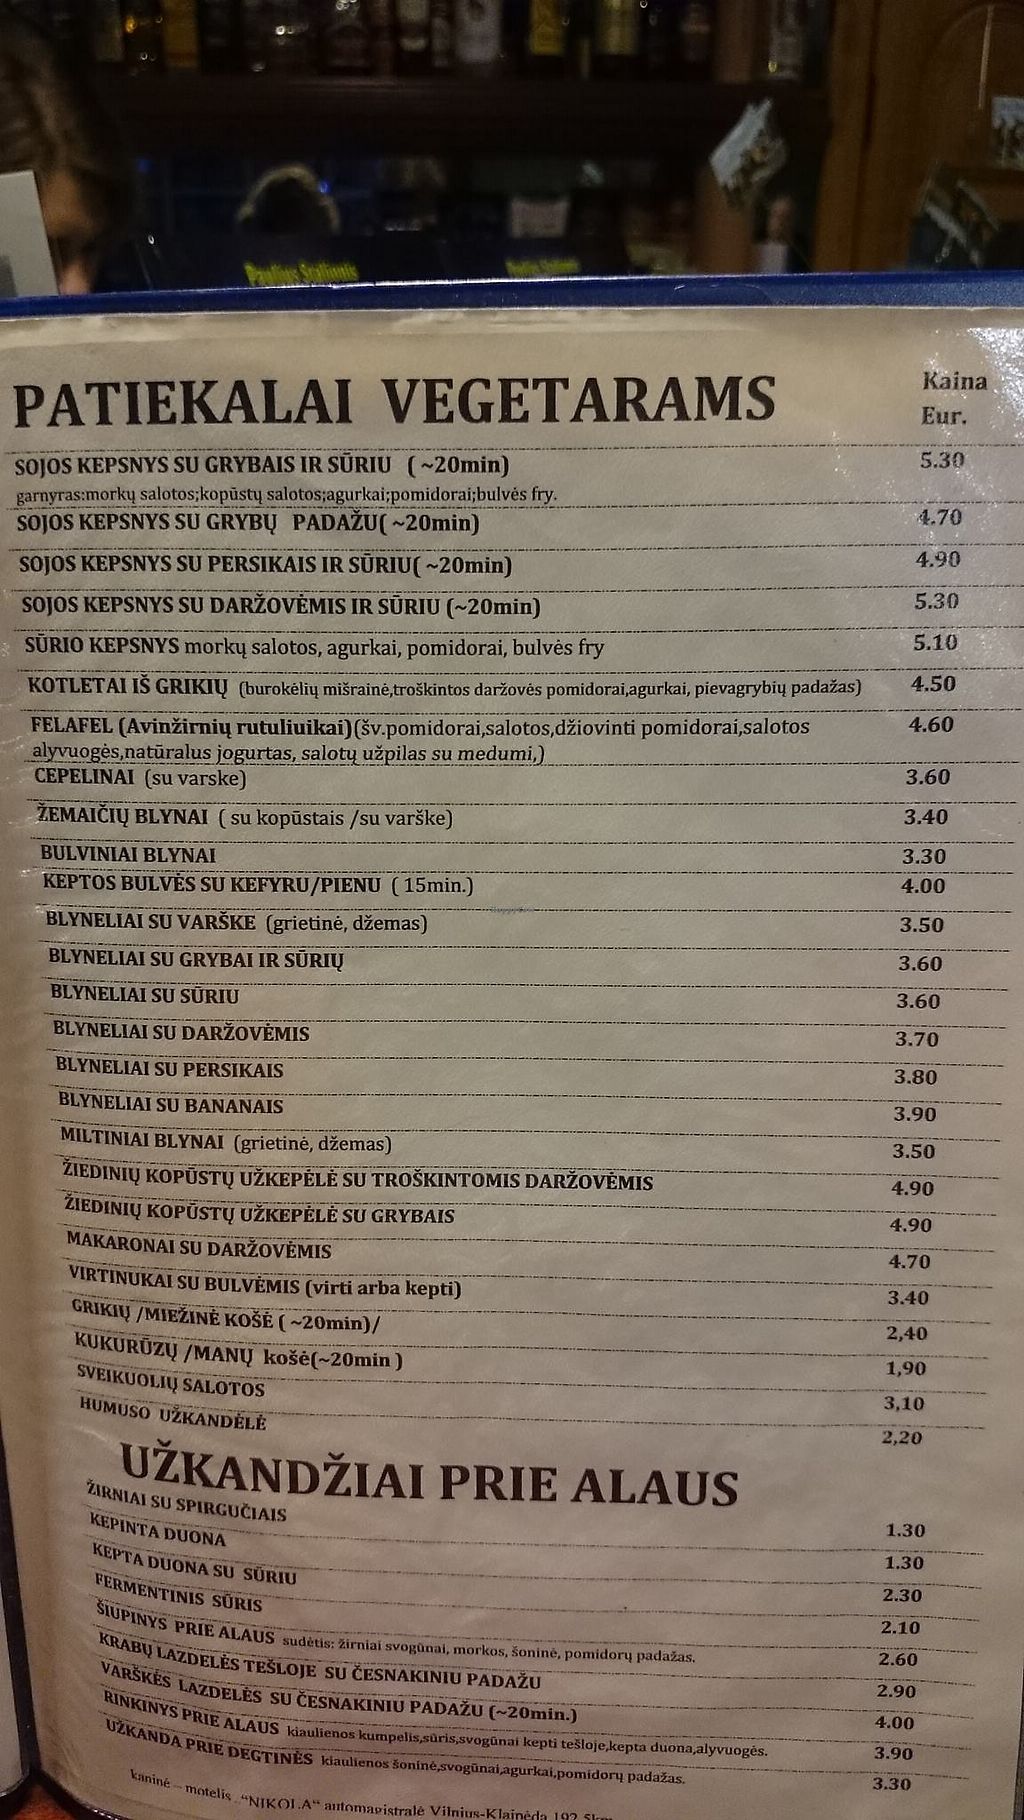 Paulius Stalionis
PATIEKALAI VEGETARAMS
Kaina
Eur.
SOJOS KEPSNYS SU GRYBAIS IR SŪRIU ( ~20min) 5.30
garnyras:morkų salotos;kopūstų salotos;agurkai;pomidorai;bulvės fry.
SOJOS KEPSNYS SU GRYBŲ PADAŽU( ~20min) 4.70
SOJOS KEPSNYS SU PERSIKAIS IR SŪRIU( ~20min) 4.90
SOJOS KEPSNYS SU DARŽOVĖMIS IR SŪRIU (~20min) 5.30
SŪRIO KEPSNYS morkų salotos, agurkai, pomidorai, bulvės fry 5.10
KOTLETAI IŠ GRIKIŲ (burokėlių mišrainė,troškintos daržovės pomidorai,agurkai, pievagrybių padažas) 4.50
FELAFEL (Avinžirnių rutuliuikai)(šv.pomidorai,salotos,džiovinti pomidorai,salotos 4.60
alyvuogės,natūralus jogurtas, salotų užpilas su medumi,)
CEPELINAI (su varske) 3.60
ŽEMAIČIŲ BLYNAI ( su kopūstais /su varške) 3.40
BULVINIAI BLYNAI 3.30
KEPTOS BULVĖS SU KEFYRU/PIENU ( 15min.) 4.00
BLYNELIAI SU VARŠKE (grietinė, džemas) 3.50
BLYNELIAI SU GRYBAI IR SŪRIŲ 3.60
BLYNELIAI SU SŪRIU 3.60
BLYNELIAI SU DARŽOVĖMIS 3.70
BLYNELIAI SU PERSIKAIS 3.80
BLYNELIAI SU BANANAIS 3.90
MILTINIAI BLYNAI (grietinė, džemas) 3.50
ŽIEDINIŲ KOPŪSTŲ UŽKEPĖLĖ SU TROŠKINTOMIS DARŽOVĖMIS 4.90
ŽIEDINIŲ KOPŪSTŲ UŽKEPĖLĖ SU GRYBAIS 4.90
MAKARONAI SU DARŽOVĖMIS 4.70
VIRTINUKAI SU BULVĖMIS (virti arba kepti) 3.40
GRIKIŲ /MIEŽINĖ KOŠĖ ( ~20min)/ 2,40
KUKURŪZŲ /MANŲ košė(~20min ) 1,90
SVEIKUOLIŲ SALOTOS 3,10
HUMUSO UŽKANDĖLĖ 2,20
UŽKANDŽIAI PRIE ALAUS
ŽIRNIAI SU SPIRGUČIAIS 1.30
KEPINTA DUONA 1.30
KEPTA DUONA SU SŪRIU 2.30
FERMENTINIS SŪRIS 2.10
ŠIUPINYS PRIE ALAUS sudėtis: žirniai svogūnai, morkos, šoninė, pomidorų padažas. 2.60
KRABŲ LAZDELĖS TEŠLOJE SU ČESNAKINIU PADAŽU 2.90
VARŠKĖS LAZDELĖS SU ČESNAKINIU PADAŽU (~20min.) 4.00
RINKINYS PRIE ALAUS kiaulienos kumpelis,sūris,svogūnai kepti tešloje,kepta duona,alyvuogės. 3.90
UŽKANDA PRIE DEGTINĖS kiaulienos šoninė,svogūnai,agurkai,pomidorų padažas. 3.30
motelis „NIKOLA“ automagistralė Vilnius-Klaipėda 192,5km